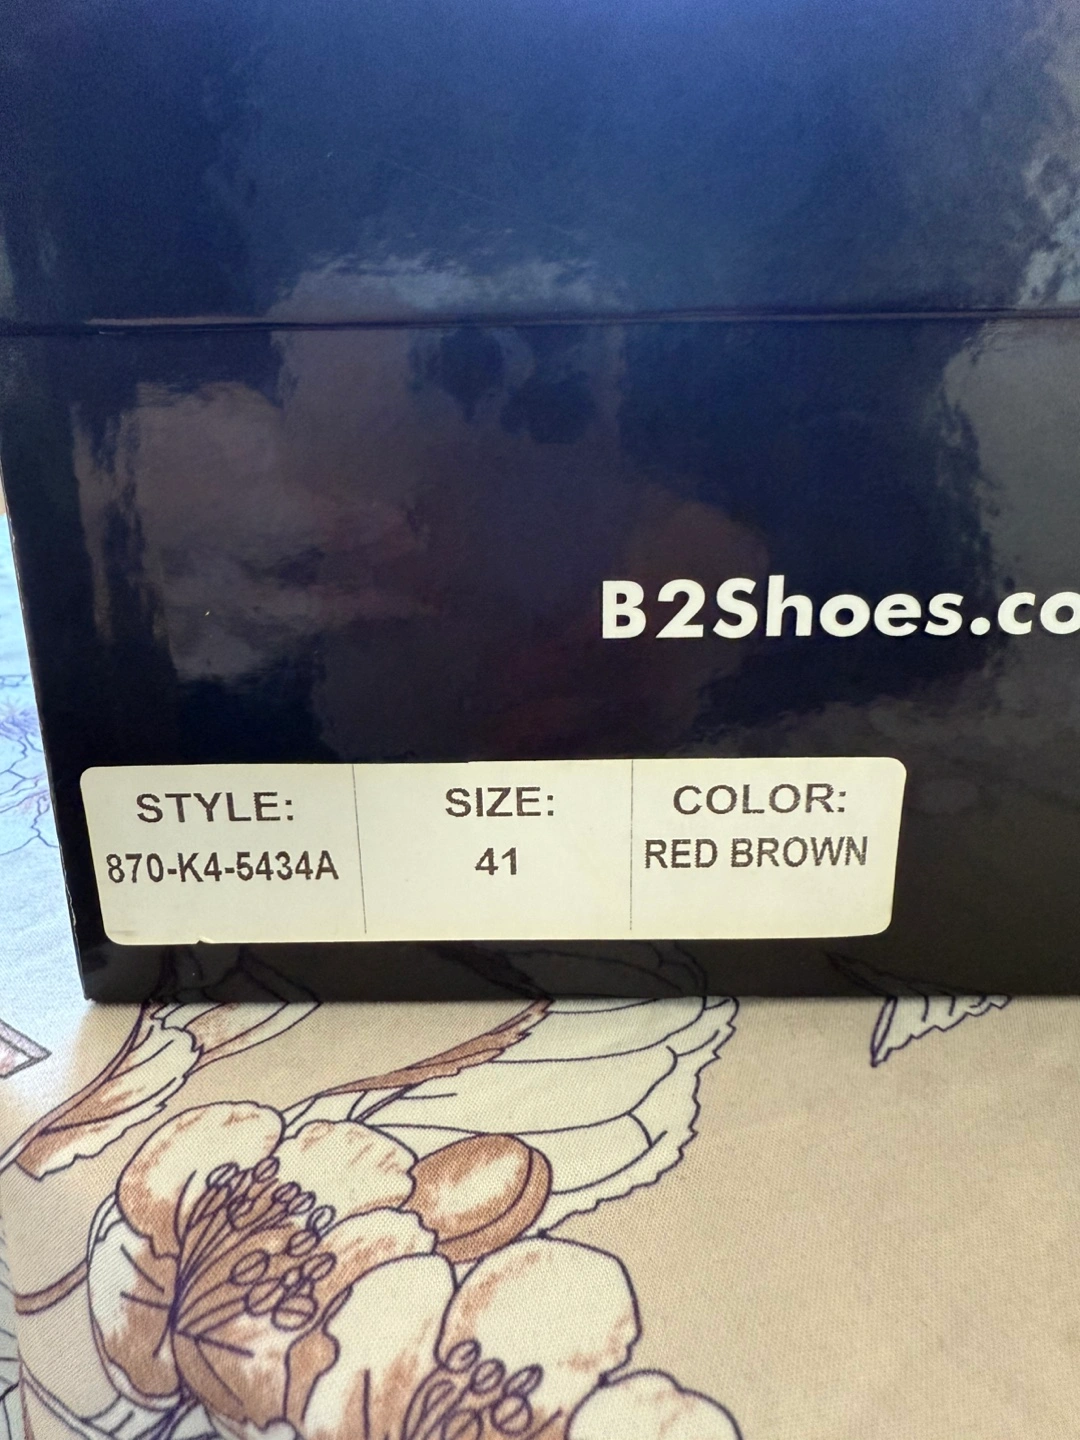 B2Shoes.co
STYLE: SIZE: COLOR:
870-K4-5434A 41 RED BROWN